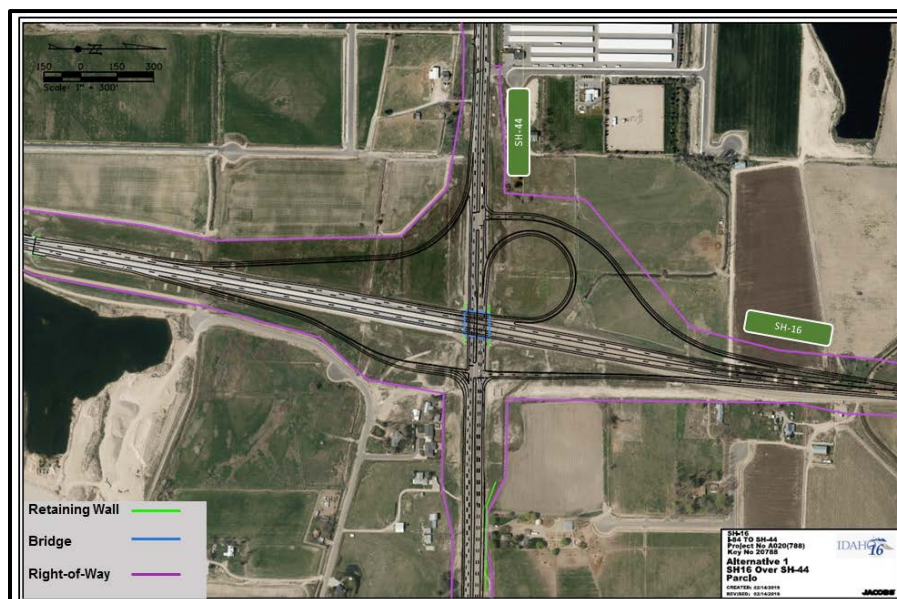 150 0 150 300
Scale: 1" = 300'
SH-44
SH-16
Retaining Wall
Bridge
Right-of-Way
SH-16
I-84 TO SH-44
Project No A020(788)
Key No 20788
Alternative 1
SH16 Over SH-44
Parclo
CREATED: 02/14/2019
REVISED: 02/14/2019
IDAHO
16
JACOBS